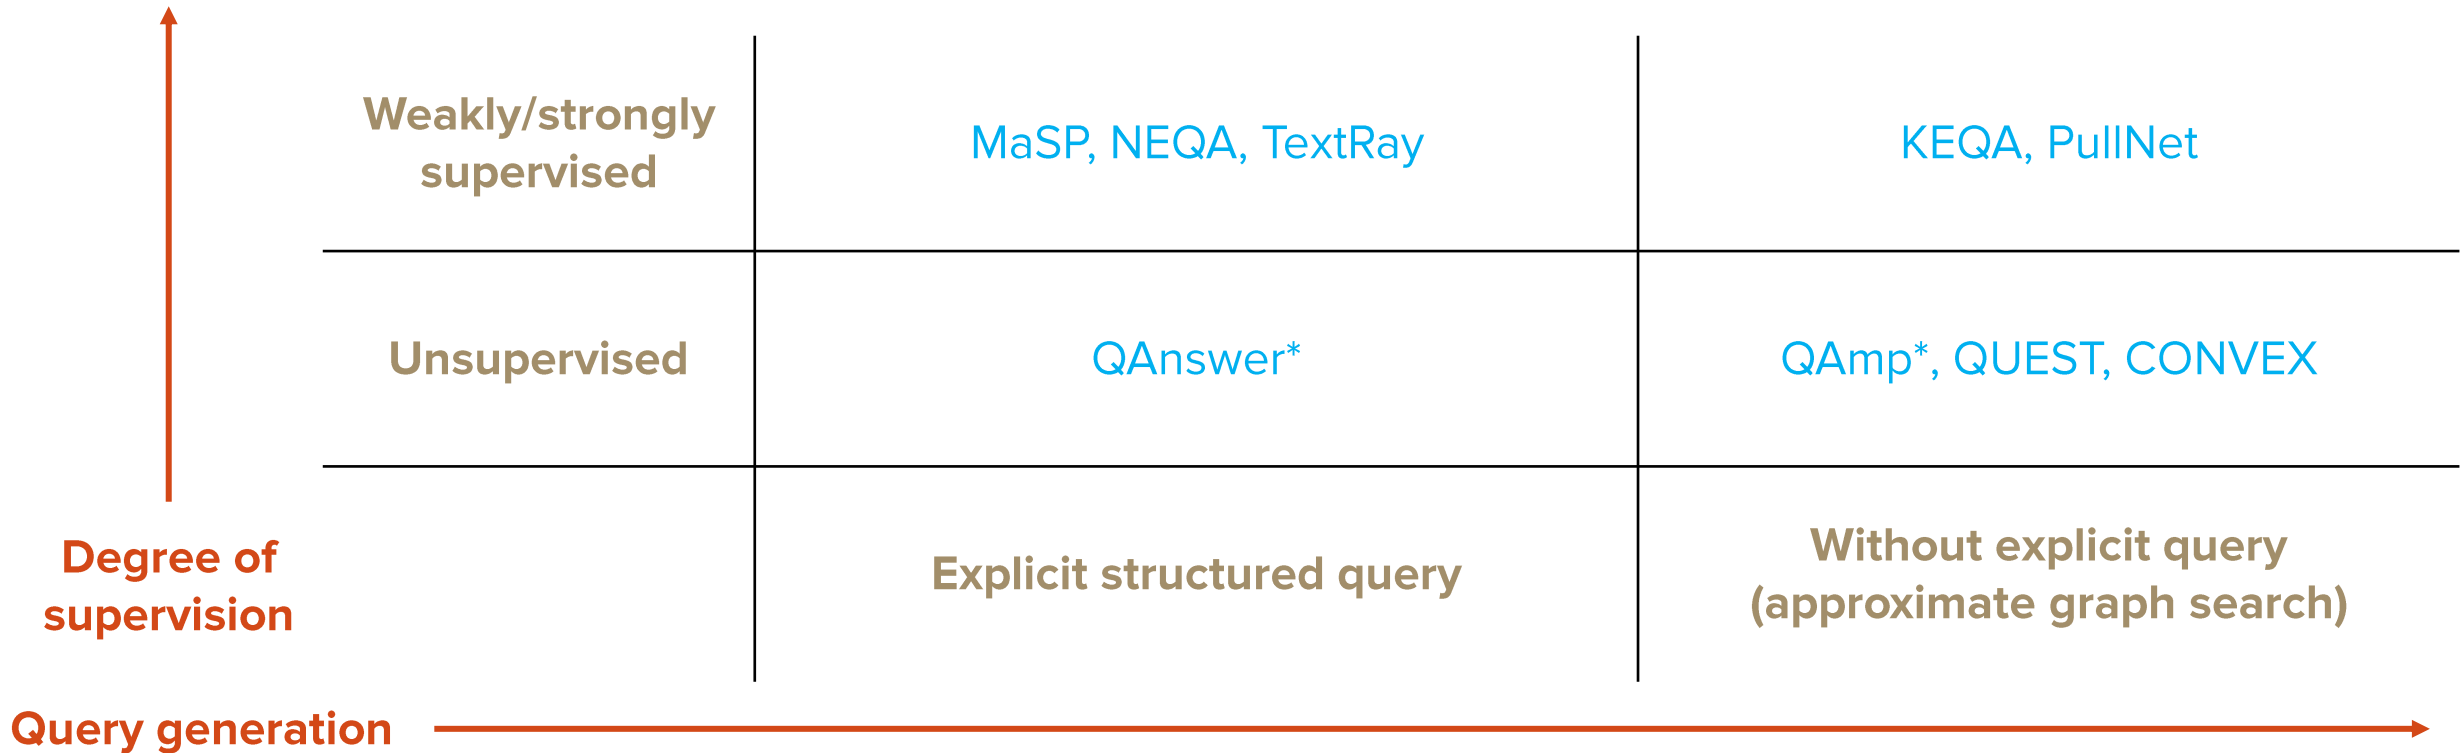 Weakly/strongly
supervised
MaSP, NEQA, TextRay
KEQA, PullNet
Unsupervised
QAnswer*
QAmp*, QUEST, CONVEX
Degree of
supervision
Explicit structured query
Without explicit query
(approximate graph search)
Query generation